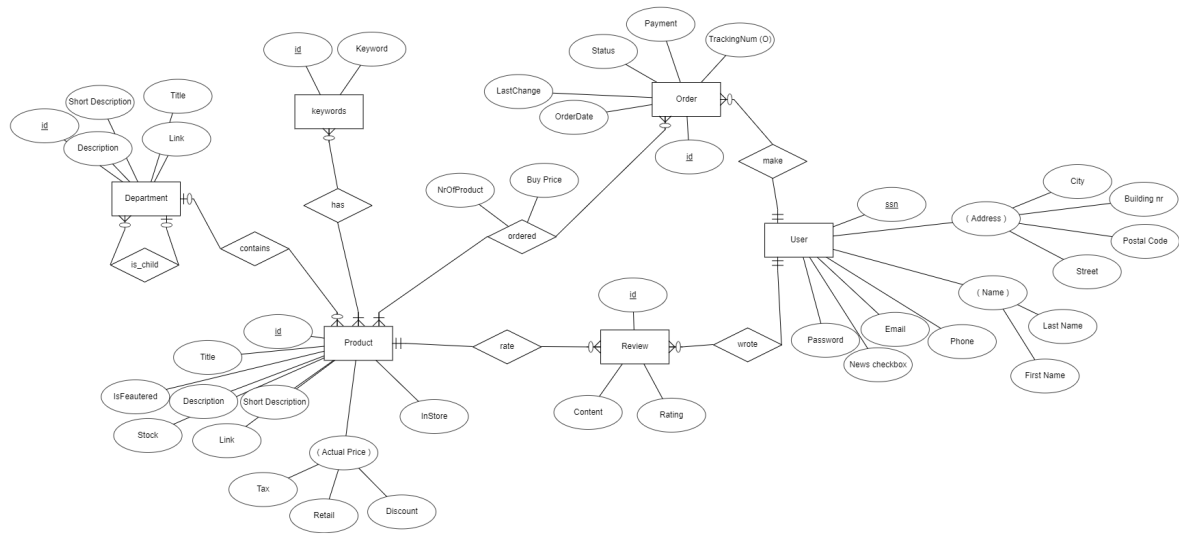 Payment
TrackingNum (O)
Status
id
Keyword
LastChange
Order
OrderDate
keywords
Short Description
Title
id
Description
Link
id
make
Department
NrOfProduct
Buy Price
has
ssn
City
Building nr
( Address )
Postal Code
User
ordered
contains
is_child
Street
( Name )
id
Last Name
id
Email
Password
Phone
Product
rate
Review
wrote
Title
News checkbox
First Name
IsFeautered
Description
Short Description
InStore
Content
Rating
Stock
Link
( Actual Price )
Tax
Retail
Discount